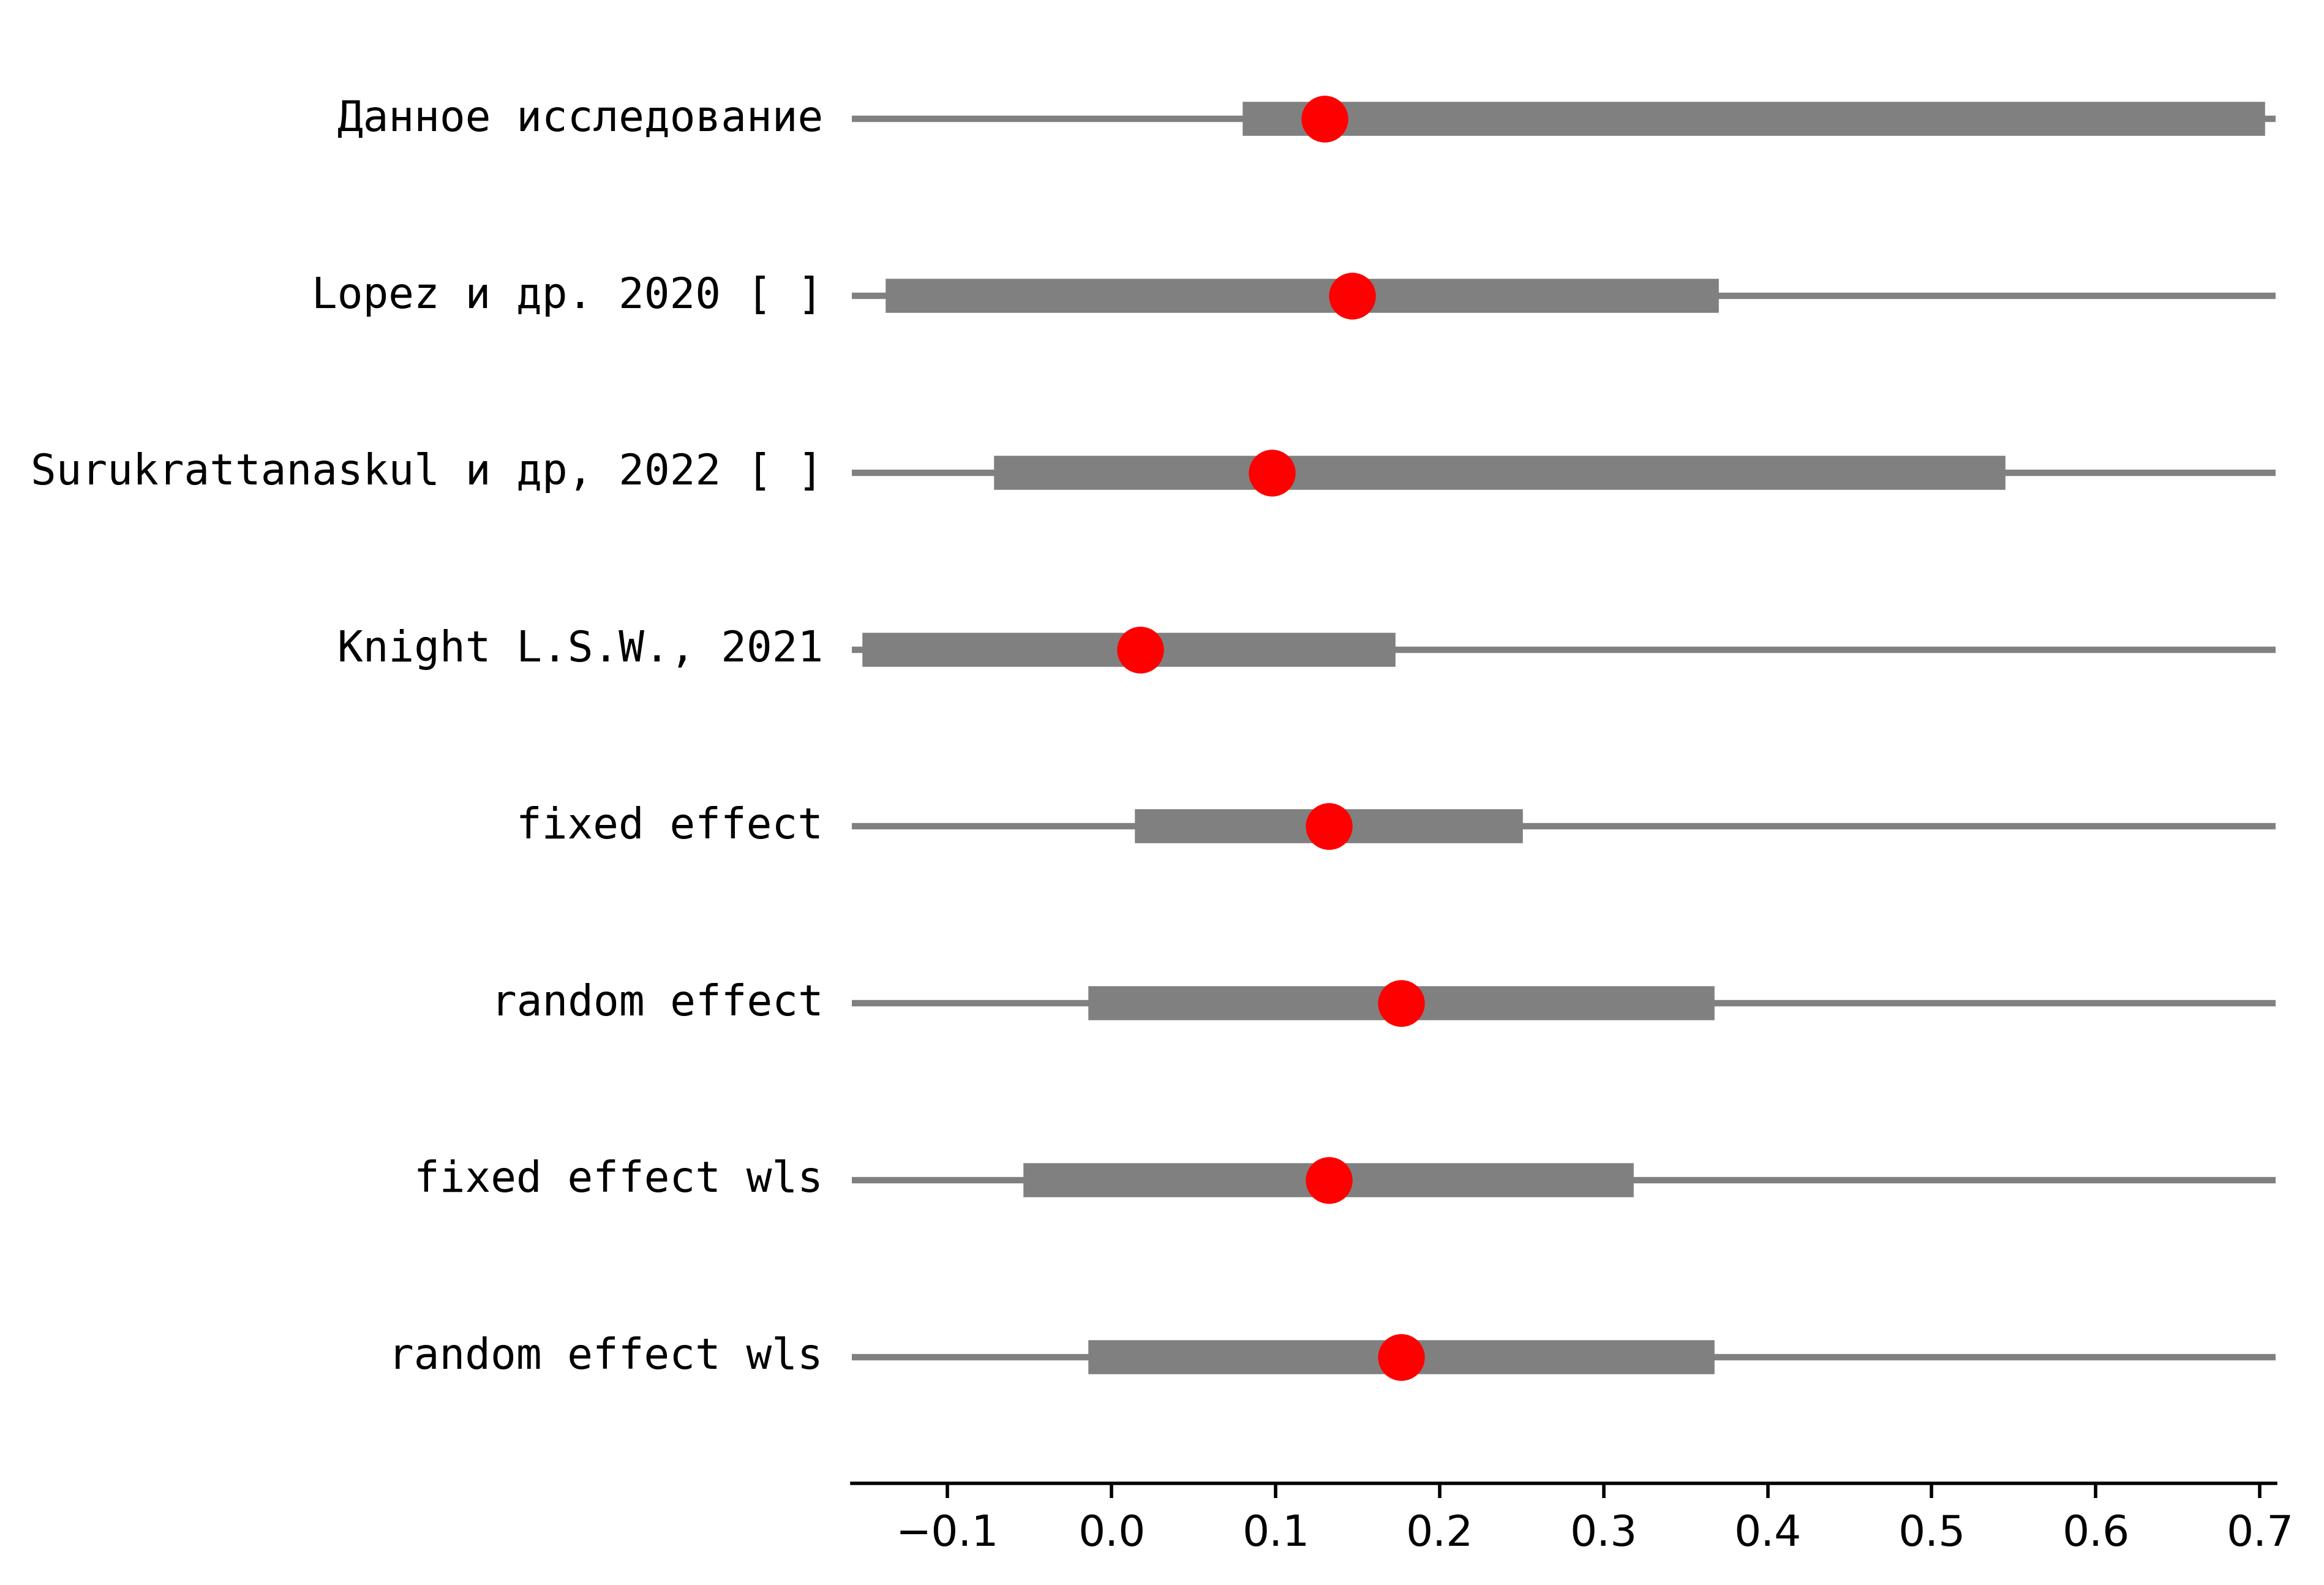 Данное исследование
Lopez и др. 2020 [ ]
Surukrattanaskul и др, 2022 [ ]
Knight L.S.W., 2021
fixed effect
random effect
fixed effect wls
random effect wls
−0.1 0.0 0.1 0.2 0.3 0.4 0.5 0.6 0.7